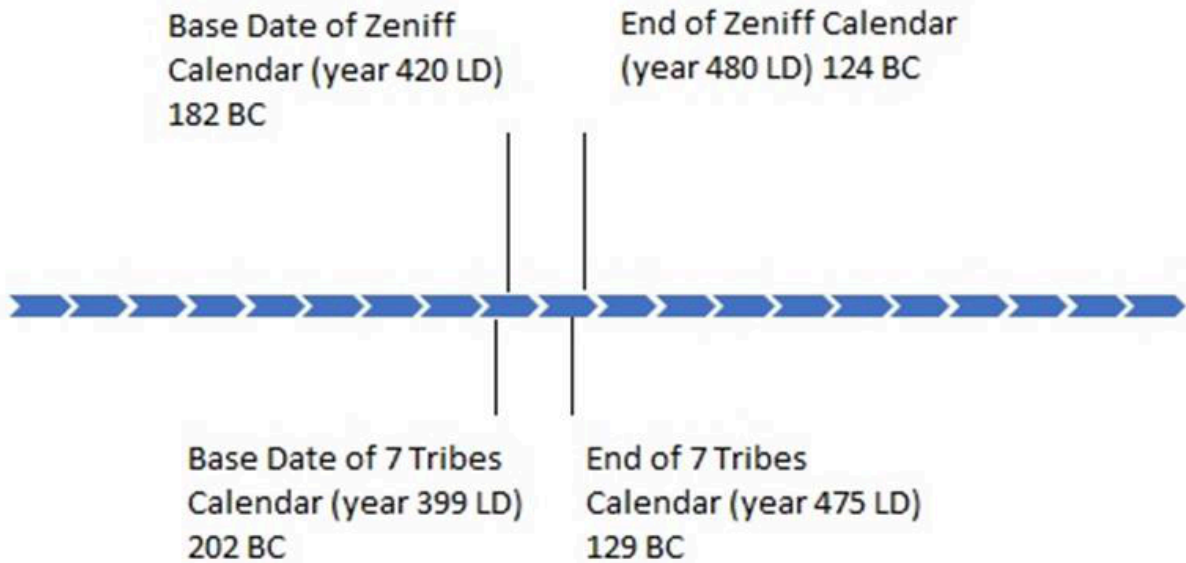 Base Date of Zeniff
Calendar (year 420 LD)
182 BC
End of Zeniff Calendar
(year 480 LD) 124 BC
Base Date of 7 Tribes
Calendar (year 399 LD)
202 BC
End of 7 Tribes
Calendar (year 475 LD)
129 BC